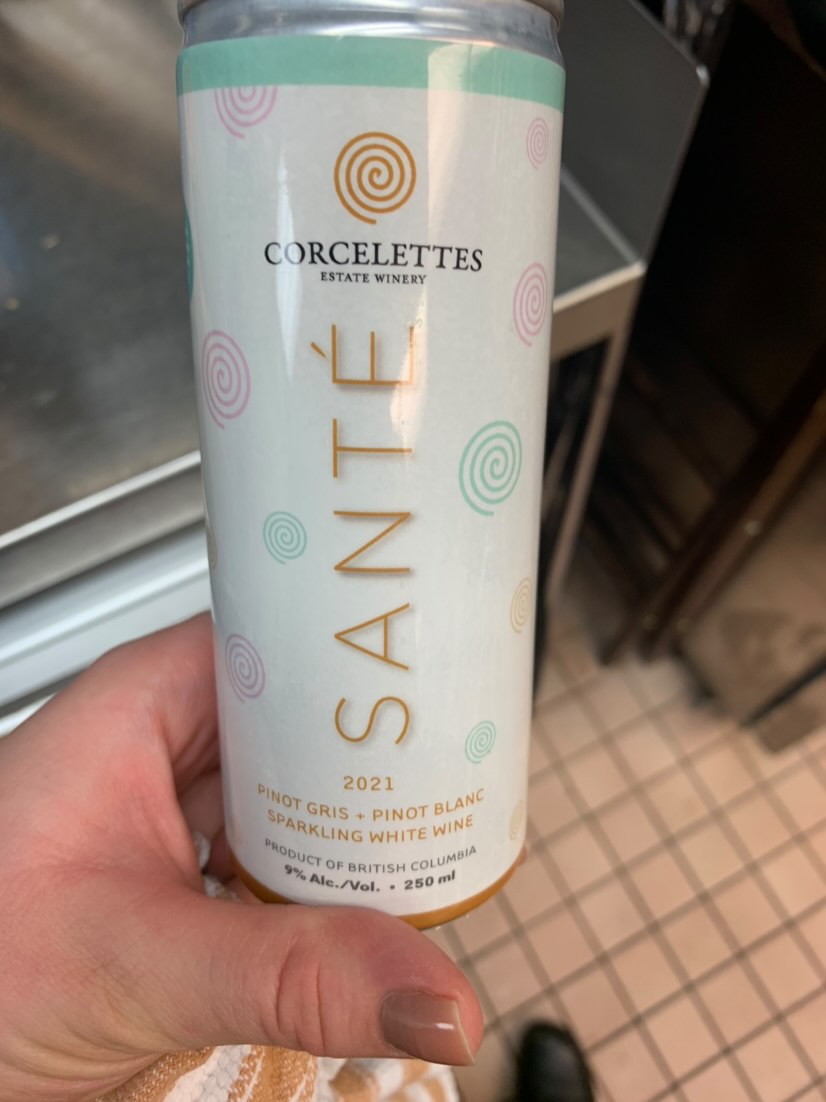 CORCELETTES
ESTATE WINERY
SANTÉ
2021
PINOT GRIS + PINOT BLANC
SPARKLING WHITE WINE
PRODUCT OF BRITISH COLUMBIA
9% Alc./Vol. • 250 ml